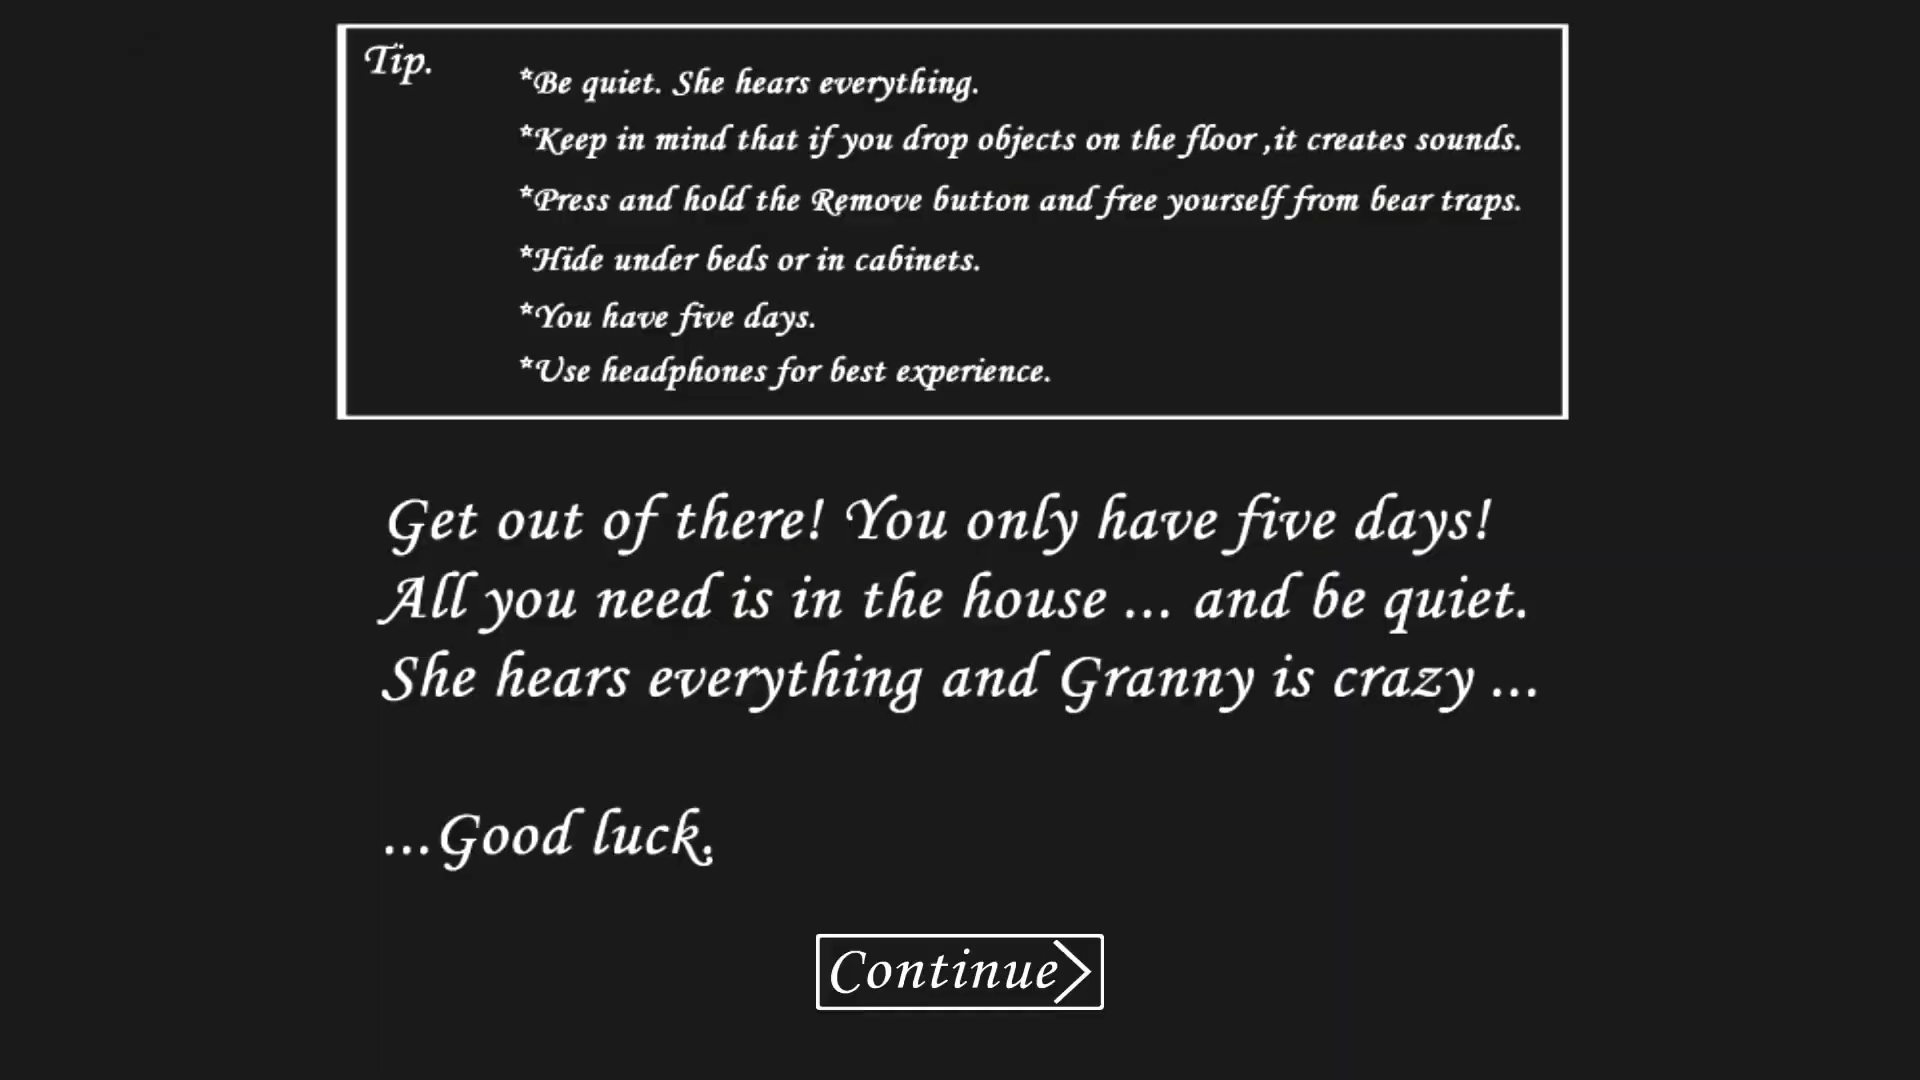 Tip.
*Be quiet. She hears everything.
*Keep in mind that if you drop objects on the floor ,it creates sounds.
*Press and hold the Remove button and free yourself from bear traps.
*Hide under beds or in cabinets.
*You have five days.
*Use headphones for best experience.
Get out of there! You only have five days!
All you need is in the house ... and be quiet.
She hears everything and Granny is crazy ...
...Good luck.
Continue>